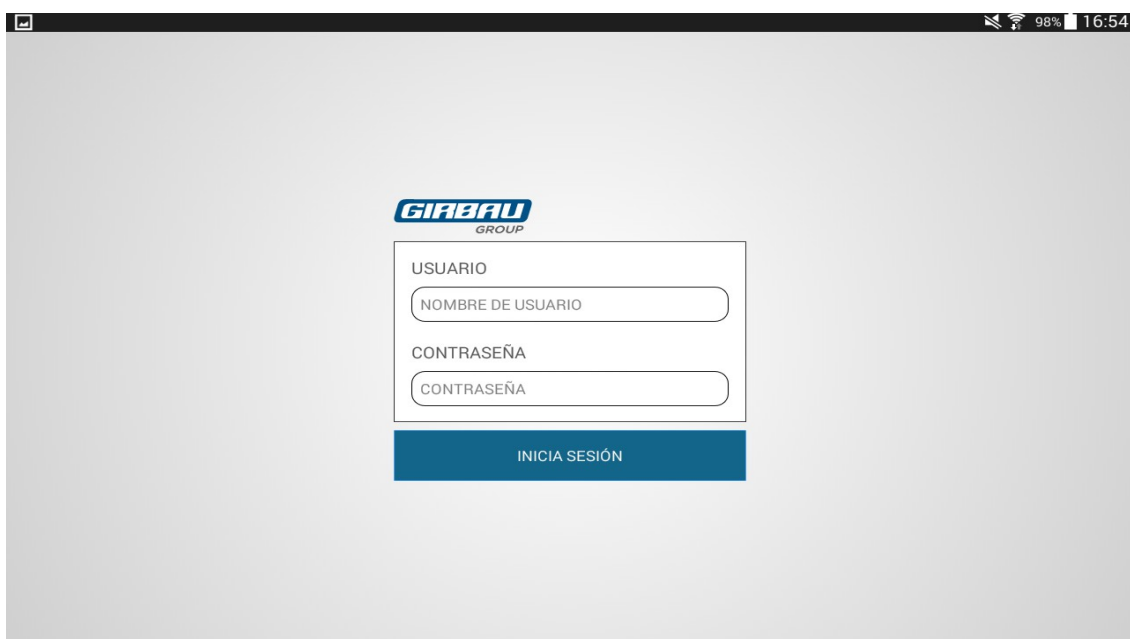 98% 16:54
GIRBAU
GROUP
USUARIO
NOMBRE DE USUARIO
CONTRASEÑA
CONTRASEÑA
INICIA SESIÓN